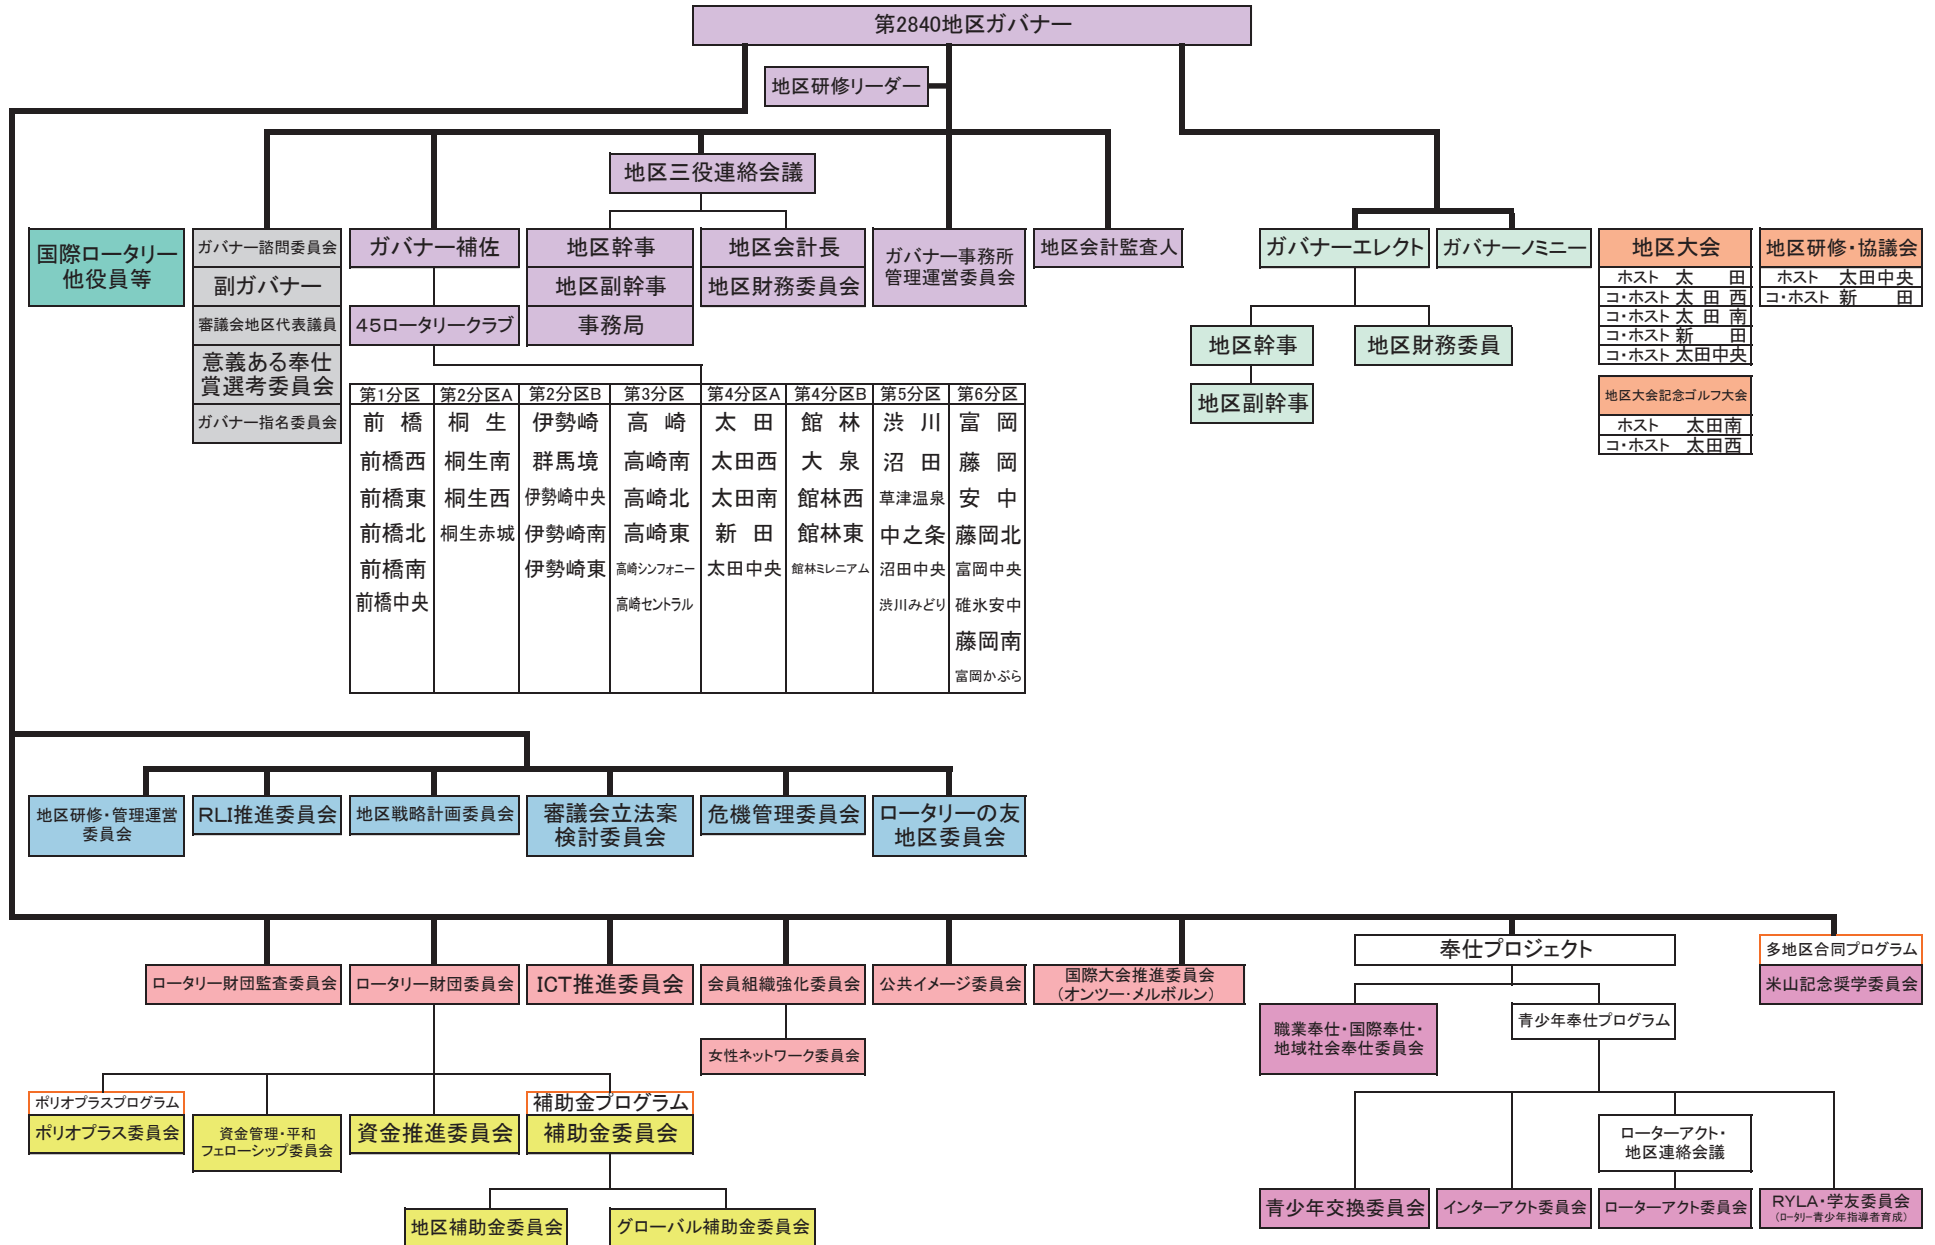 第2840地区ガバナー
地区研修リーダー
地区三役連絡会議
国際ロータリー
他役員等
ガバナー諮問委員会
副ガバナー
審議会地区代表議員
意義ある奉仕
賞選考委員会
ガバナー指名委員会
ガバナー補佐
45ロータリークラブ
地区幹事
地区副幹事
事務局
地区会計長
地区財務委員会
ガバナー事務所
管理運営委員会
地区会計監査人
ガバナーエレクト
ガバナーノミニー
地区幹事
地区副幹事
地区財務委員
地区大会
ホスト 太 田
コ・ホスト 太 田 西
コ・ホスト 太 田 南
コ・ホスト 新 田
コ・ホスト 太田中央
地区大会記念ゴルフ大会
ホスト 太田南
コ・ホスト 太田西
地区研修・協議会
ホスト 太田中央
コ・ホスト 新 田
第1分区
前 橋
前橋西
前橋東
前橋北
前橋南
前橋中央
第2分区A
桐 生
桐生南
桐生西
桐生赤城
第2分区B
伊勢崎
群馬境
伊勢崎中央
伊勢崎南
伊勢崎東
第3分区
高 崎
高崎南
高崎北
高崎東
高崎シンフォニー
高崎セントラル
第4分区A
太 田
太田西
太田南
新 田
太田中央
第4分区B
館 林
大 泉
館林西
館林東
館林ミレニアム
第5分区
渋 川
沼 田
草津温泉
中之条
沼田中央
渋川みどり
第6分区
富 岡
藤 岡
安 中
藤岡北
富岡中央
碓氷安中
藤岡南
富岡かぶら
地区研修・管理運営
委員会
RLI推進委員会
地区戦略計画委員会
審議会立法案
検討委員会
危機管理委員会
ロータリーの友
地区委員会
ロータリー財団監査委員会
ロータリー財団委員会
ICT推進委員会
会員組織強化委員会
公共イメージ委員会
国際大会推進委員会
(オンツー・メルボルン)
奉仕プロジェクト
多地区合同プログラム
米山記念奨学委員会
女性ネットワーク委員会
職業奉仕・国際奉仕・
地域社会奉仕委員会
青少年奉仕プログラム
ポリオプラスプログラム
ポリオプラス委員会
資金管理・平和
フェローシップ委員会
資金推進委員会
補助金プログラム
補助金委員会
地区補助金委員会
グローバル補助金委員会
ローターアクト・
地区連絡会議
青少年交換委員会
インターアクト委員会
ローターアクト委員会
RYLA・学友委員会
(ロータリー青少年指導者育成)